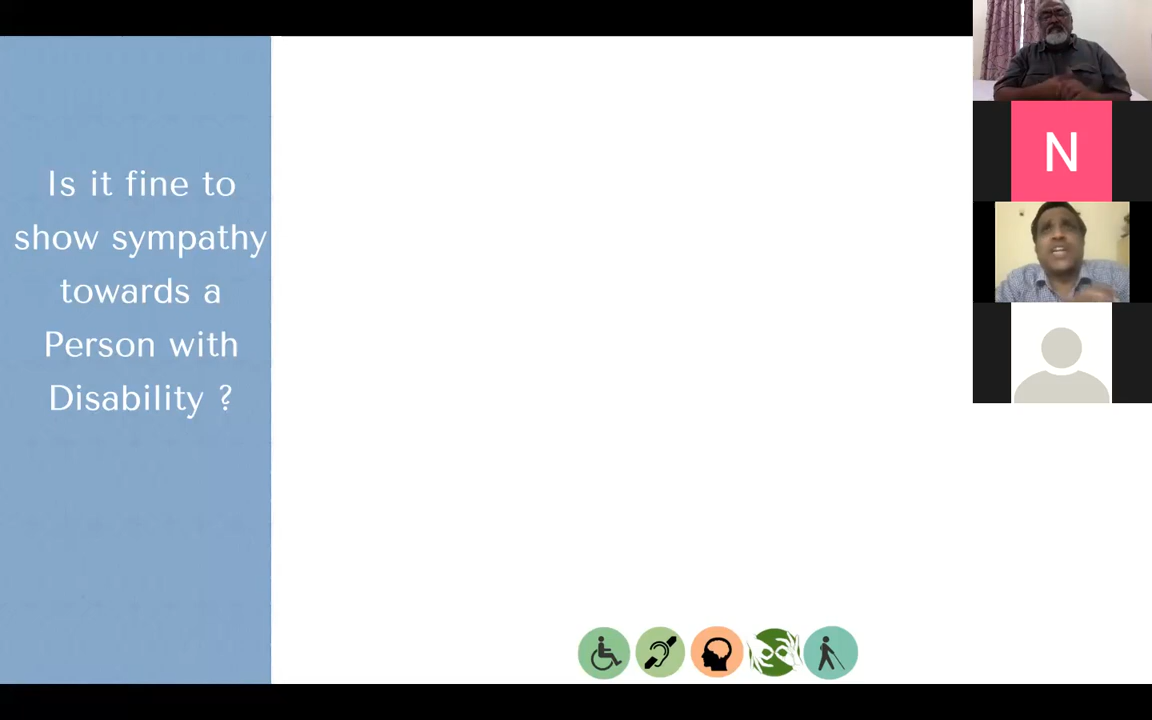 Is it fine to
show sympathy
towards a
Person with
Disability ?
N